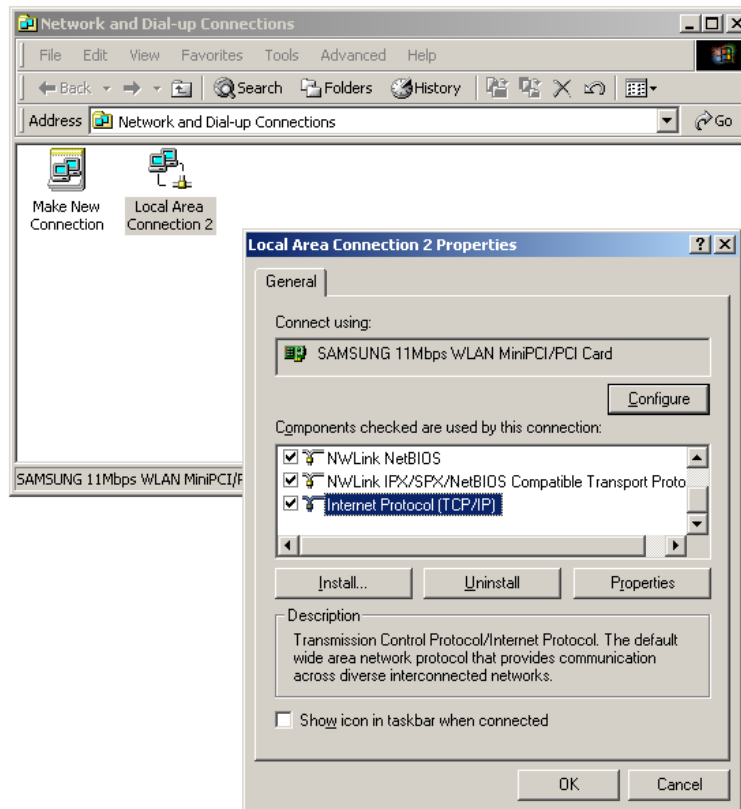 Network and Dial-up Connections
File Edit View Favorites Tools Advanced Help
Back Search Folders History
Address Network and Dial-up Connections Go
Make New
Connection
Local Area
Connection 2
SAMSUNG 11Mbps WLAN MiniPCI/P
Local Area Connection 2 Properties
General
Connect using:
SAMSUNG 11Mbps WLAN MiniPCI/PCI Card
Configure
Components checked are used by this connection:
NWLink NetBIOS
NWLink IPX/SPX/NetBIOS Compatible Transport Proto
Internet Protocol (TCP/IP)
Install... Uninstall Properties
Description
Transmission Control Protocol/Internet Protocol. The default
wide area network protocol that provides communication
across diverse interconnected networks.
Show icon in taskbar when connected
OK Cancel